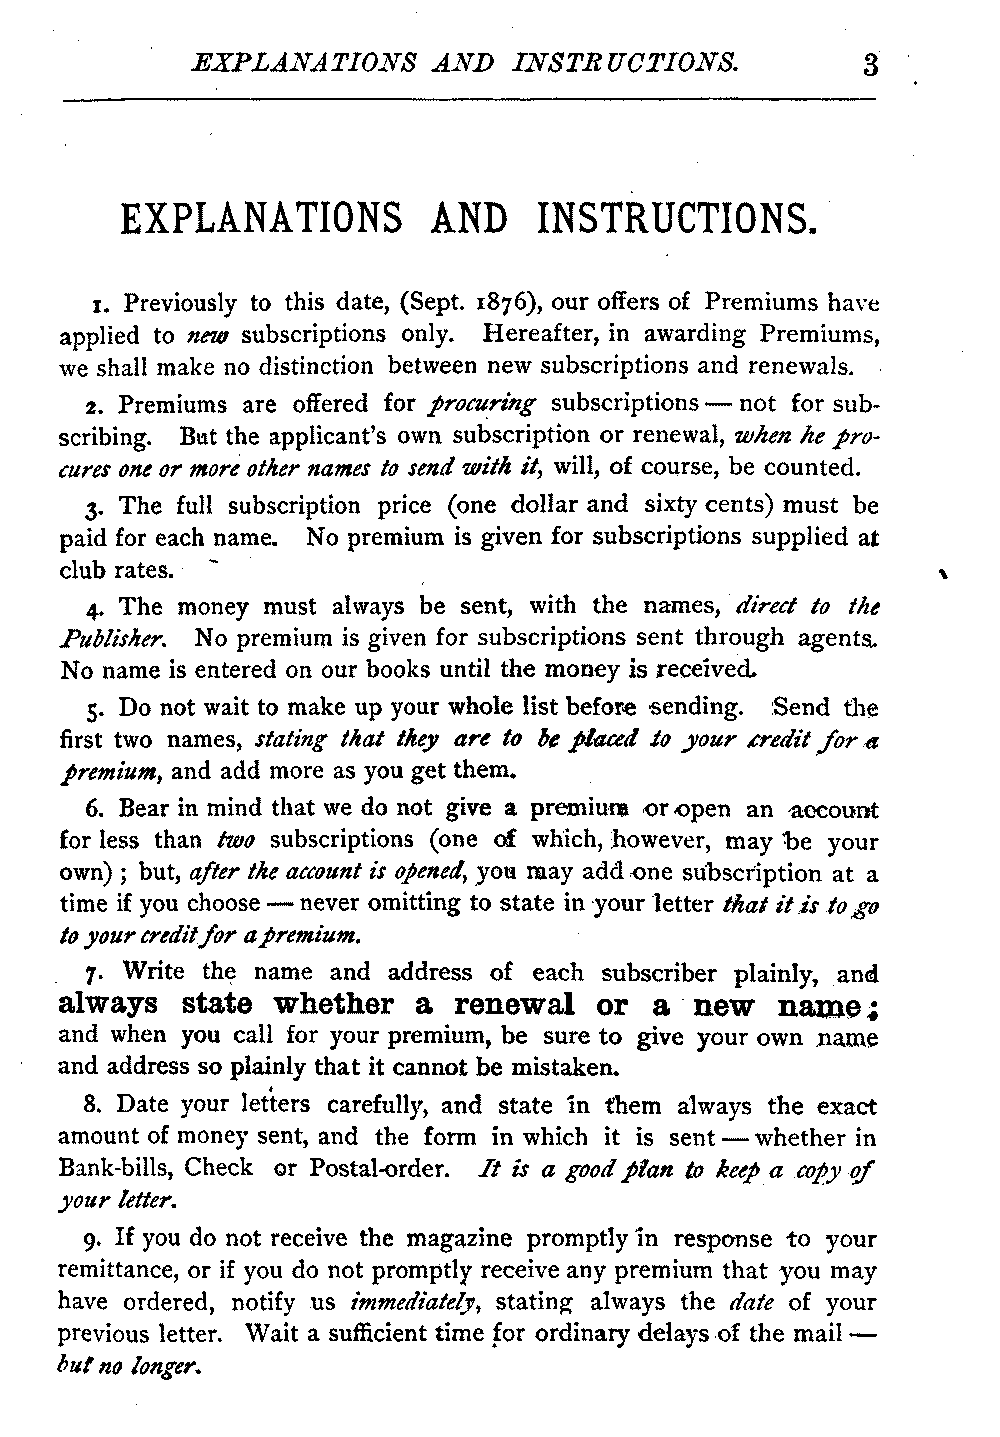 EXPLANATIONS AND INSTRUCTIONS. 3
EXPLANATIONS AND INSTRUCTIONS.
1. Previously to this date, (Sept. 1876), our offers of Premiums have
applied to new subscriptions only. Hereafter, in awarding Premiums,
we shall make no distinction between new subscriptions and renewals.
2. Premiums are offered for procuring subscriptions — not for sub-
scribing. But the applicant's own subscription or renewal, when he pro-
cures one or more other names to send with it, will, of course, be counted.
3. The full subscription price (one dollar and sixty cents) must be
paid for each name. No premium is given for subscriptions supplied at
club rates.
4. The money must always be sent, with the names, direct to the
Publisher. No premium is given for subscriptions sent through agents.
No name is entered on our books until the money is received.
5. Do not wait to make up your whole list before sending. Send the
first two names, stating that they are to be placed to your credit for a
premium, and add more as you get them.
6. Bear in mind that we do not give a premium or open an account
for less than two subscriptions (one of which, however, may be your
own) ; but, after the account is opened, you may add one subscription at a
time if you choose — never omitting to state in your letter that it is to go
to your credit for a premium.
7. Write the name and address of each subscriber plainly, and
always state whether a renewal or a new name;
and when you call for your premium, be sure to give your own name
and address so plainly that it cannot be mistaken.
8. Date your letters carefully, and state in them always the exact
amount of money sent, and the form in which it is sent — whether in
Bank-bills, Check or Postal-order. It is a good plan to keep a copy of
your letter.
9. If you do not receive the magazine promptly in response to your
remittance, or if you do not promptly receive any premium that you may
have ordered, notify us immediately, stating always the date of your
previous letter. Wait a sufficient time for ordinary delays of the mail —
but no longer.